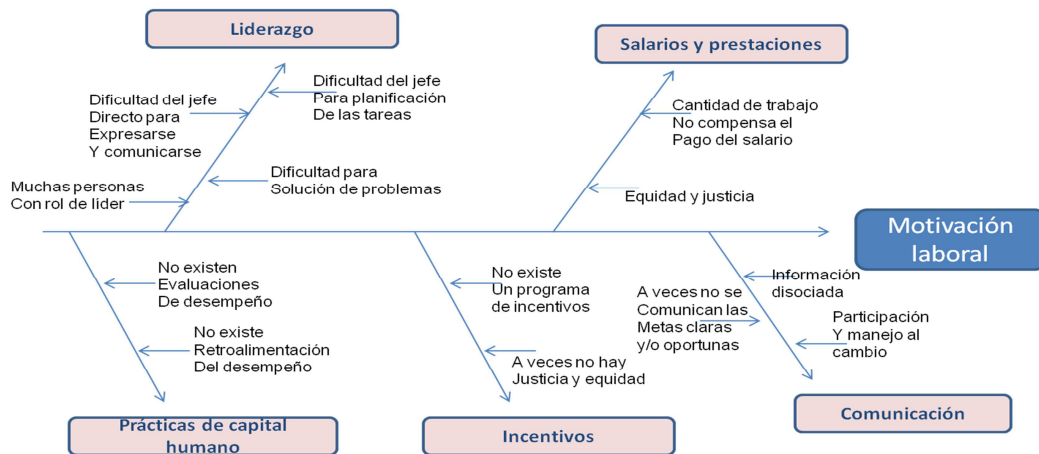 Liderazgo
Salarios y prestaciones
Dificultad del jefe
Directo para
Expresarse
Y comunicarse
Dificultad del jefe
Para planificación
De las tareas
Muchas personas
Con rol de líder
Dificultad para
Solución de problemas
Cantidad de trabajo
No compensa el
Pago del salario
Equidad y justicia
Motivación
laboral
No existen
Evaluaciones
De desempeño
No existe
Retroalimentación
Del desempeño
No existe
Un programa
de incentivos
A veces no hay
Justicia y equidad
Información
disociada
A veces no se
Comunican las
Metas claras
y/o oportunas
Participación
Y manejo al
cambio
Prácticas de capital
humano
Incentivos
Comunicación